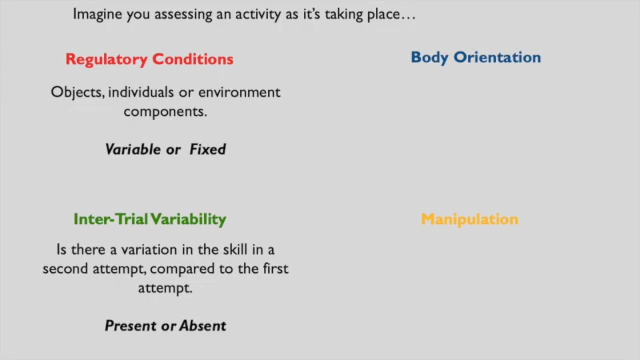 Imagine you assessing an activity as it's taking place...
Regulatory Conditions
Objects, individuals or environment
components.
Variable or Fixed
Body Orientation
Inter-Trial Variability
Is there a variation in the skill in a
second attempt, compared to the first
attempt.
Present or Absent
Manipulation